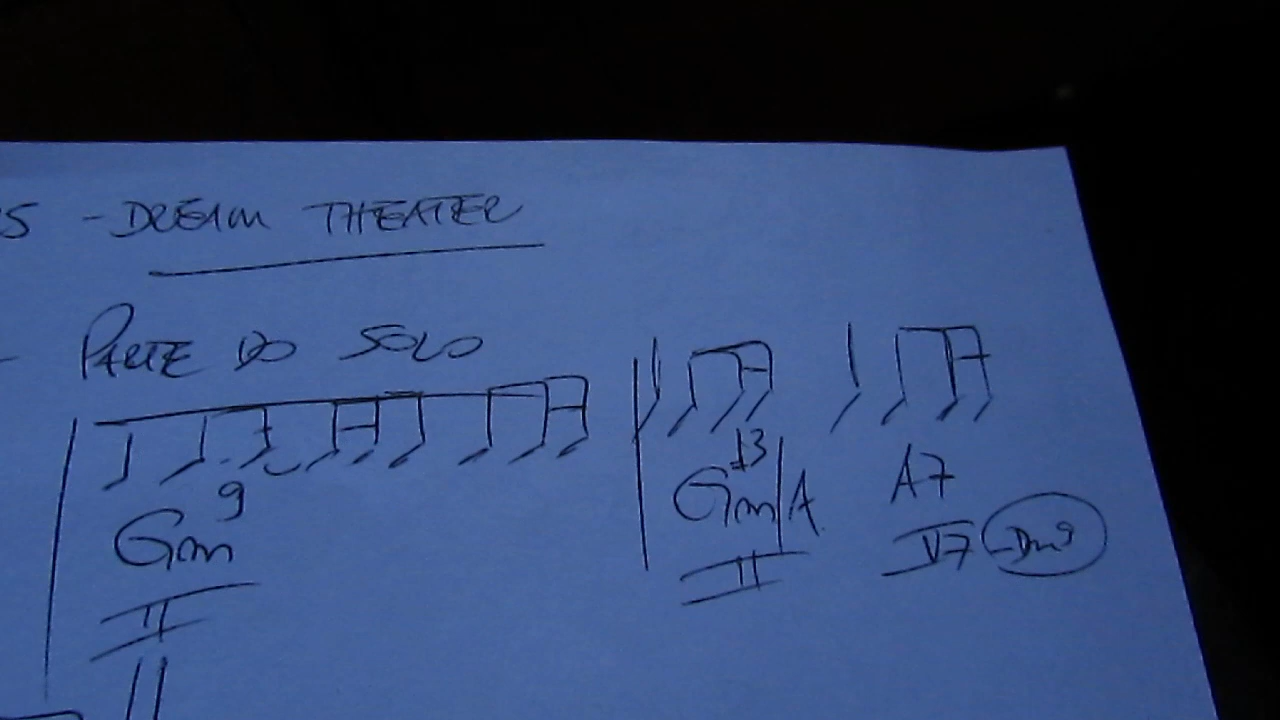 S - DREAM THEATER
- PARTE DO SOLO
Gm9 Gm13/A A7
II II V7 - Dm9